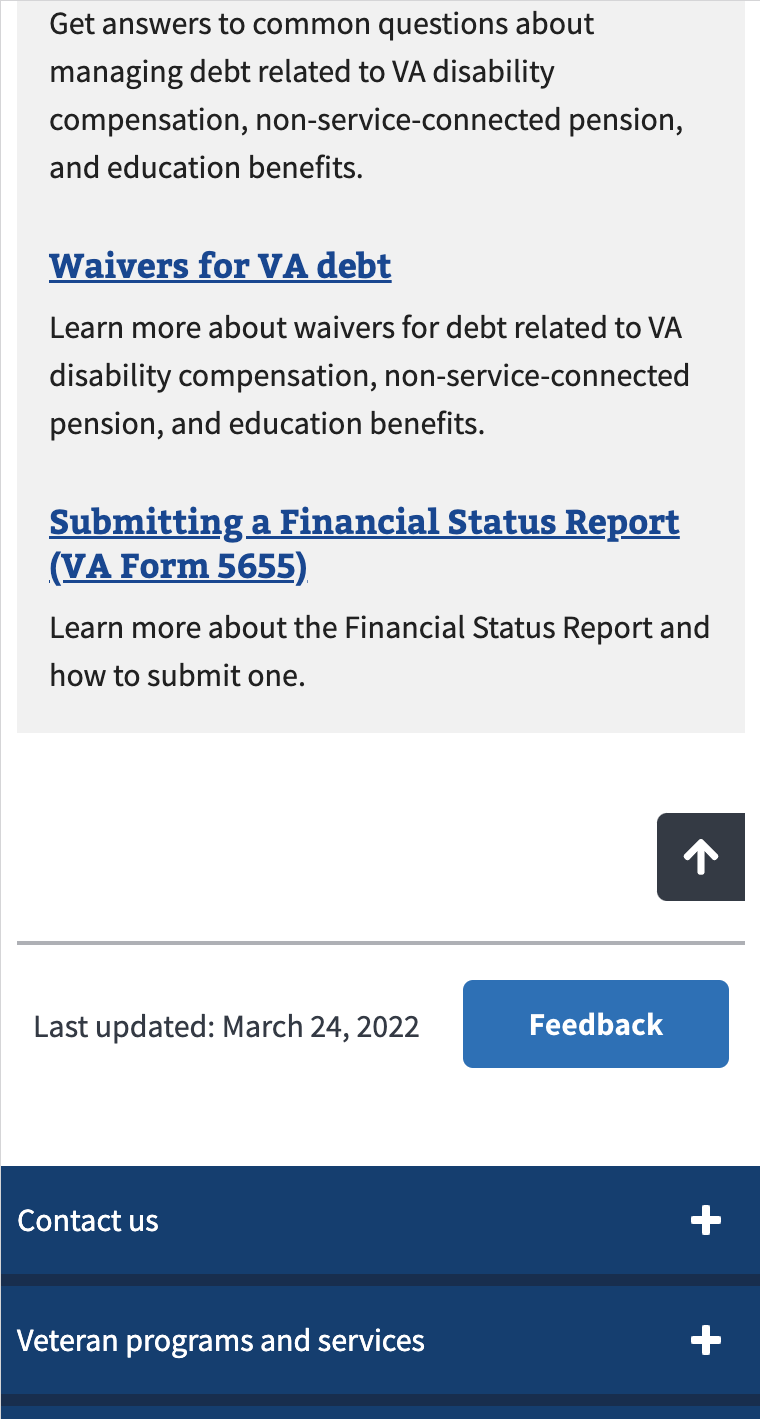 Get answers to common questions about
managing debt related to VA disability
compensation, non-service-connected pension,
and education benefits.
Waivers for VA debt
Learn more about waivers for debt related to VA
disability compensation, non-service-connected
pension, and education benefits.
Submitting a Financial Status Report
(VA Form 5655)
Learn more about the Financial Status Report and
how to submit one.
Last updated: March 24, 2022
Feedback
Contact us
Veteran programs and services